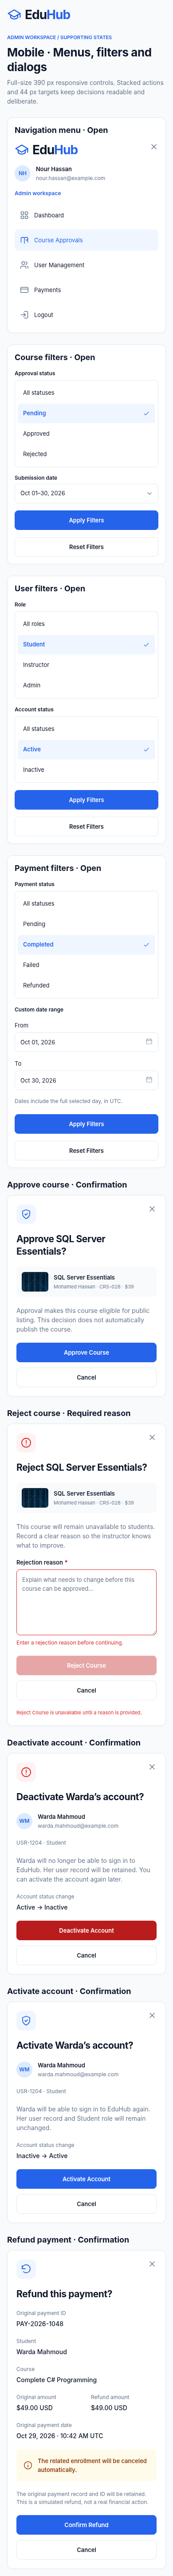 EduHub
ADMIN WORKSPACE / SUPPORTING STATES
Mobile · Menus, filters and
dialogs
Full-size 390 px responsive controls. Stacked actions
and 44 px targets keep decisions readable and
deliberate.
Navigation menu · Open
EduHub
NH
Nour Hassan
nour.hassan@example.com
Admin workspace
Dashboard
Course Approvals
User Management
Payments
Logout
Course filters · Open
Approval status
All statuses
Pending
Approved
Rejected
Submission date
Oct 01–30, 2026
Apply Filters
Reset Filters
User filters · Open
Role
All roles
Student
Instructor
Admin
Account status
All statuses
Active
Inactive
Apply Filters
Reset Filters
Payment filters · Open
Payment status
All statuses
Pending
Completed
Failed
Refunded
Custom date range
From
Oct 01, 2026
To
Oct 30, 2026
Dates include the full selected day, in UTC.
Apply Filters
Reset Filters
Approve course · Confirmation
Approve SQL Server
Essentials?
SQL Server Essentials
Mohamed Hassan · CRS-028 · $39
Approval makes this course eligible for public
listing. This decision does not automatically
publish the course.
Approve Course
Cancel
Reject course · Required reason
Reject SQL Server Essentials?
SQL Server Essentials
Mohamed Hassan · CRS-028 · $39
This course will remain unavailable to students.
Record a clear reason so the instructor knows
what to improve.
Rejection reason *
Explain what needs to change before this
course can be approved...
Enter a rejection reason before continuing.
Reject Course
Cancel
Reject Course is unavailable until a reason is provided.
Deactivate account · Confirmation
Deactivate Warda’s account?
WM
Warda Mahmoud
warda.mahmoud@example.com
USR-1204 · Student
Warda will no longer be able to sign in to
EduHub. Her user record will be retained. You
can activate the account again later.
Account status change
Active → Inactive
Deactivate Account
Cancel
Activate account · Confirmation
Activate Warda’s account?
WM
Warda Mahmoud
warda.mahmoud@example.com
USR-1204 · Student
Warda will be able to sign in to EduHub again.
Her user record and Student role will remain
unchanged.
Account status change
Inactive → Active
Activate Account
Cancel
Refund payment · Confirmation
Refund this payment?
Original payment ID
PAY-2026-1048
Student
Warda Mahmoud
Course
Complete C# Programming
Original amount
$49.00 USD
Refund amount
$49.00 USD
Original payment date
Oct 29, 2026 · 10:42 AM UTC
The related enrollment will be canceled
automatically.
The original payment record and ID will be retained.
This is a simulated refund, not a real financial action.
Confirm Refund
Cancel